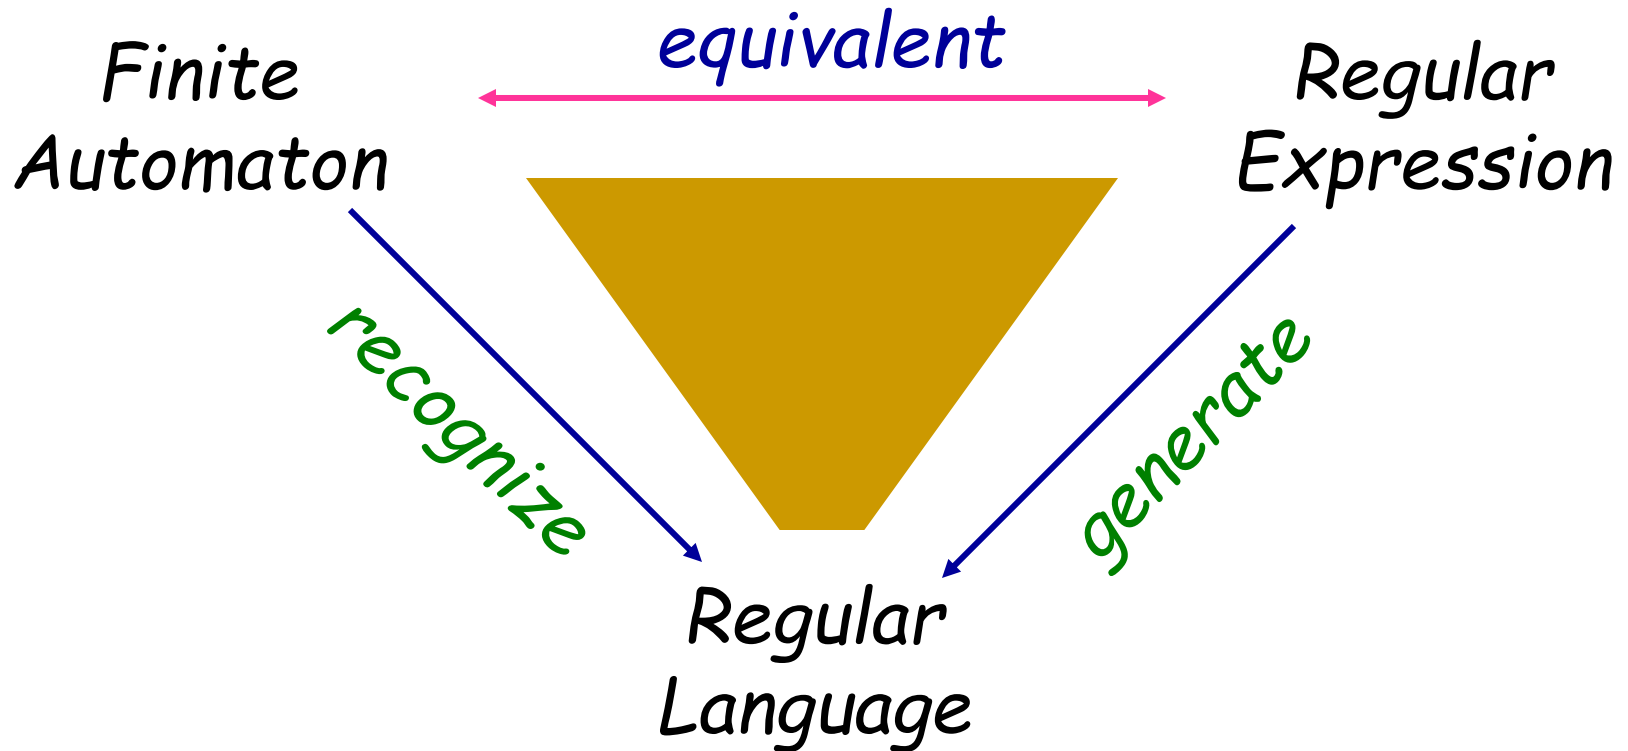 Finite
Automaton
equivalent
Regular
Expression
recognize
generate
Regular
Language